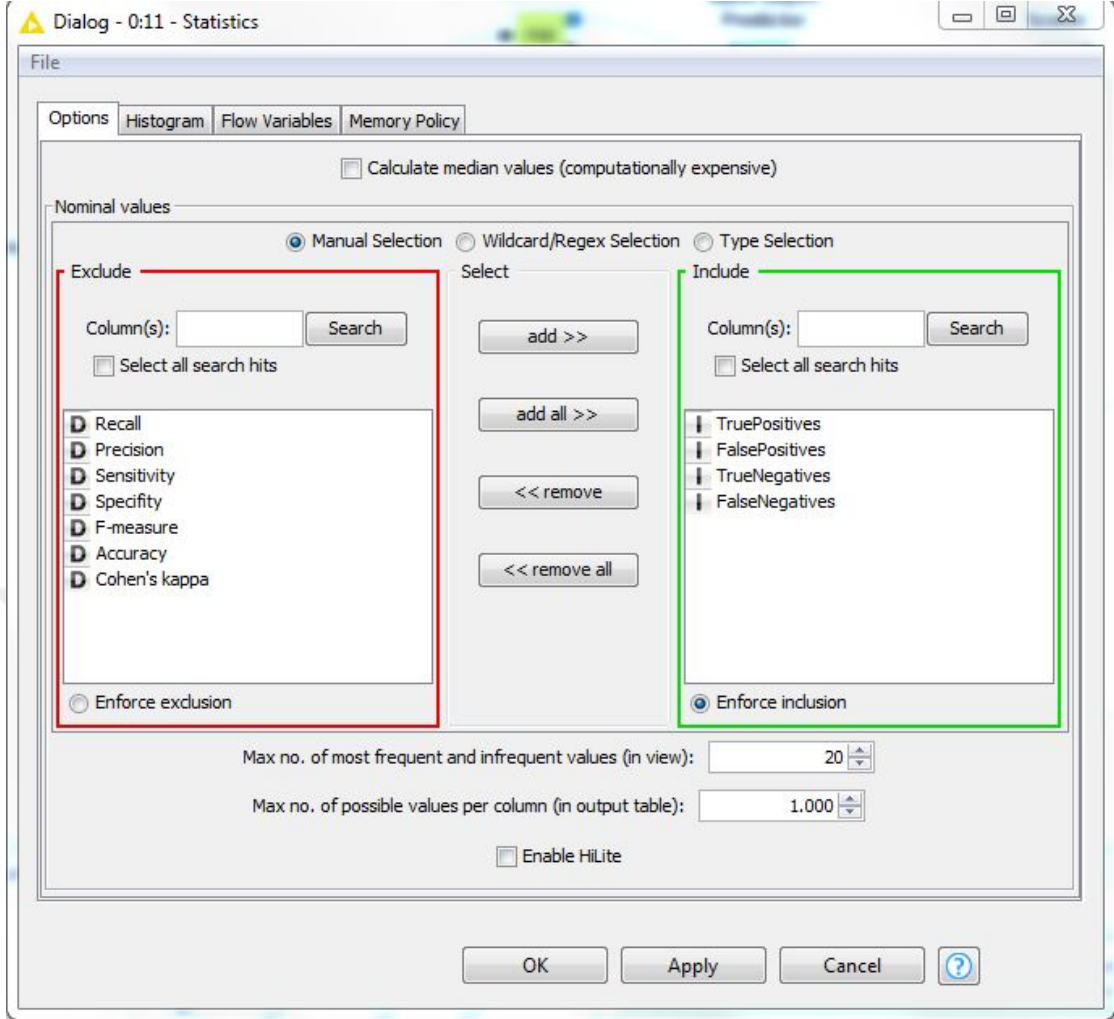 Dialog - 0:11 - Statistics
File
Options Histogram Flow Variables Memory Policy
Calculate median values (computationally expensive)
Nominal values
Manual Selection Wildcard/Regex Selection Type Selection
Exclude
Column(s): Search
Select all search hits
D Recall
D Precision
D Sensitivity
D Specifity
D F-measure
D Accuracy
D Cohen's kappa
Enforce exclusion
Select
add >>
add all >>
<< remove
<< remove all
Include
Column(s): Search
Select all search hits
I TruePositives
I FalsePositives
I TrueNegatives
I FalseNegatives
Enforce inclusion
Max no. of most frequent and infrequent values (in view): 20
Max no. of possible values per column (in output table): 1.000
Enable HiLite
OK Apply Cancel ?